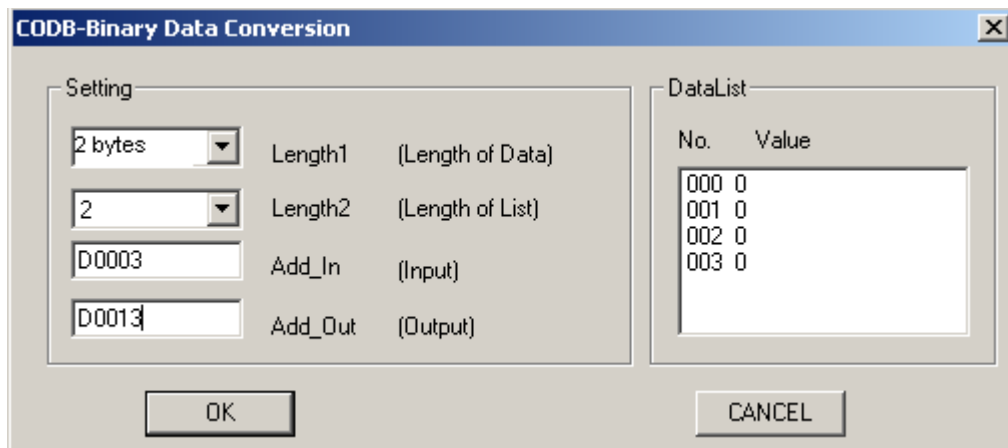 CODB-Binary Data Conversion
Setting
2 bytes Length1 (Length of Data)
2 Length2 (Length of List)
D0003 Add_In (Input)
D0013 Add_Out (Output)
DataList
No. Value
000 0
001 0
002 0
003 0
OK CANCEL